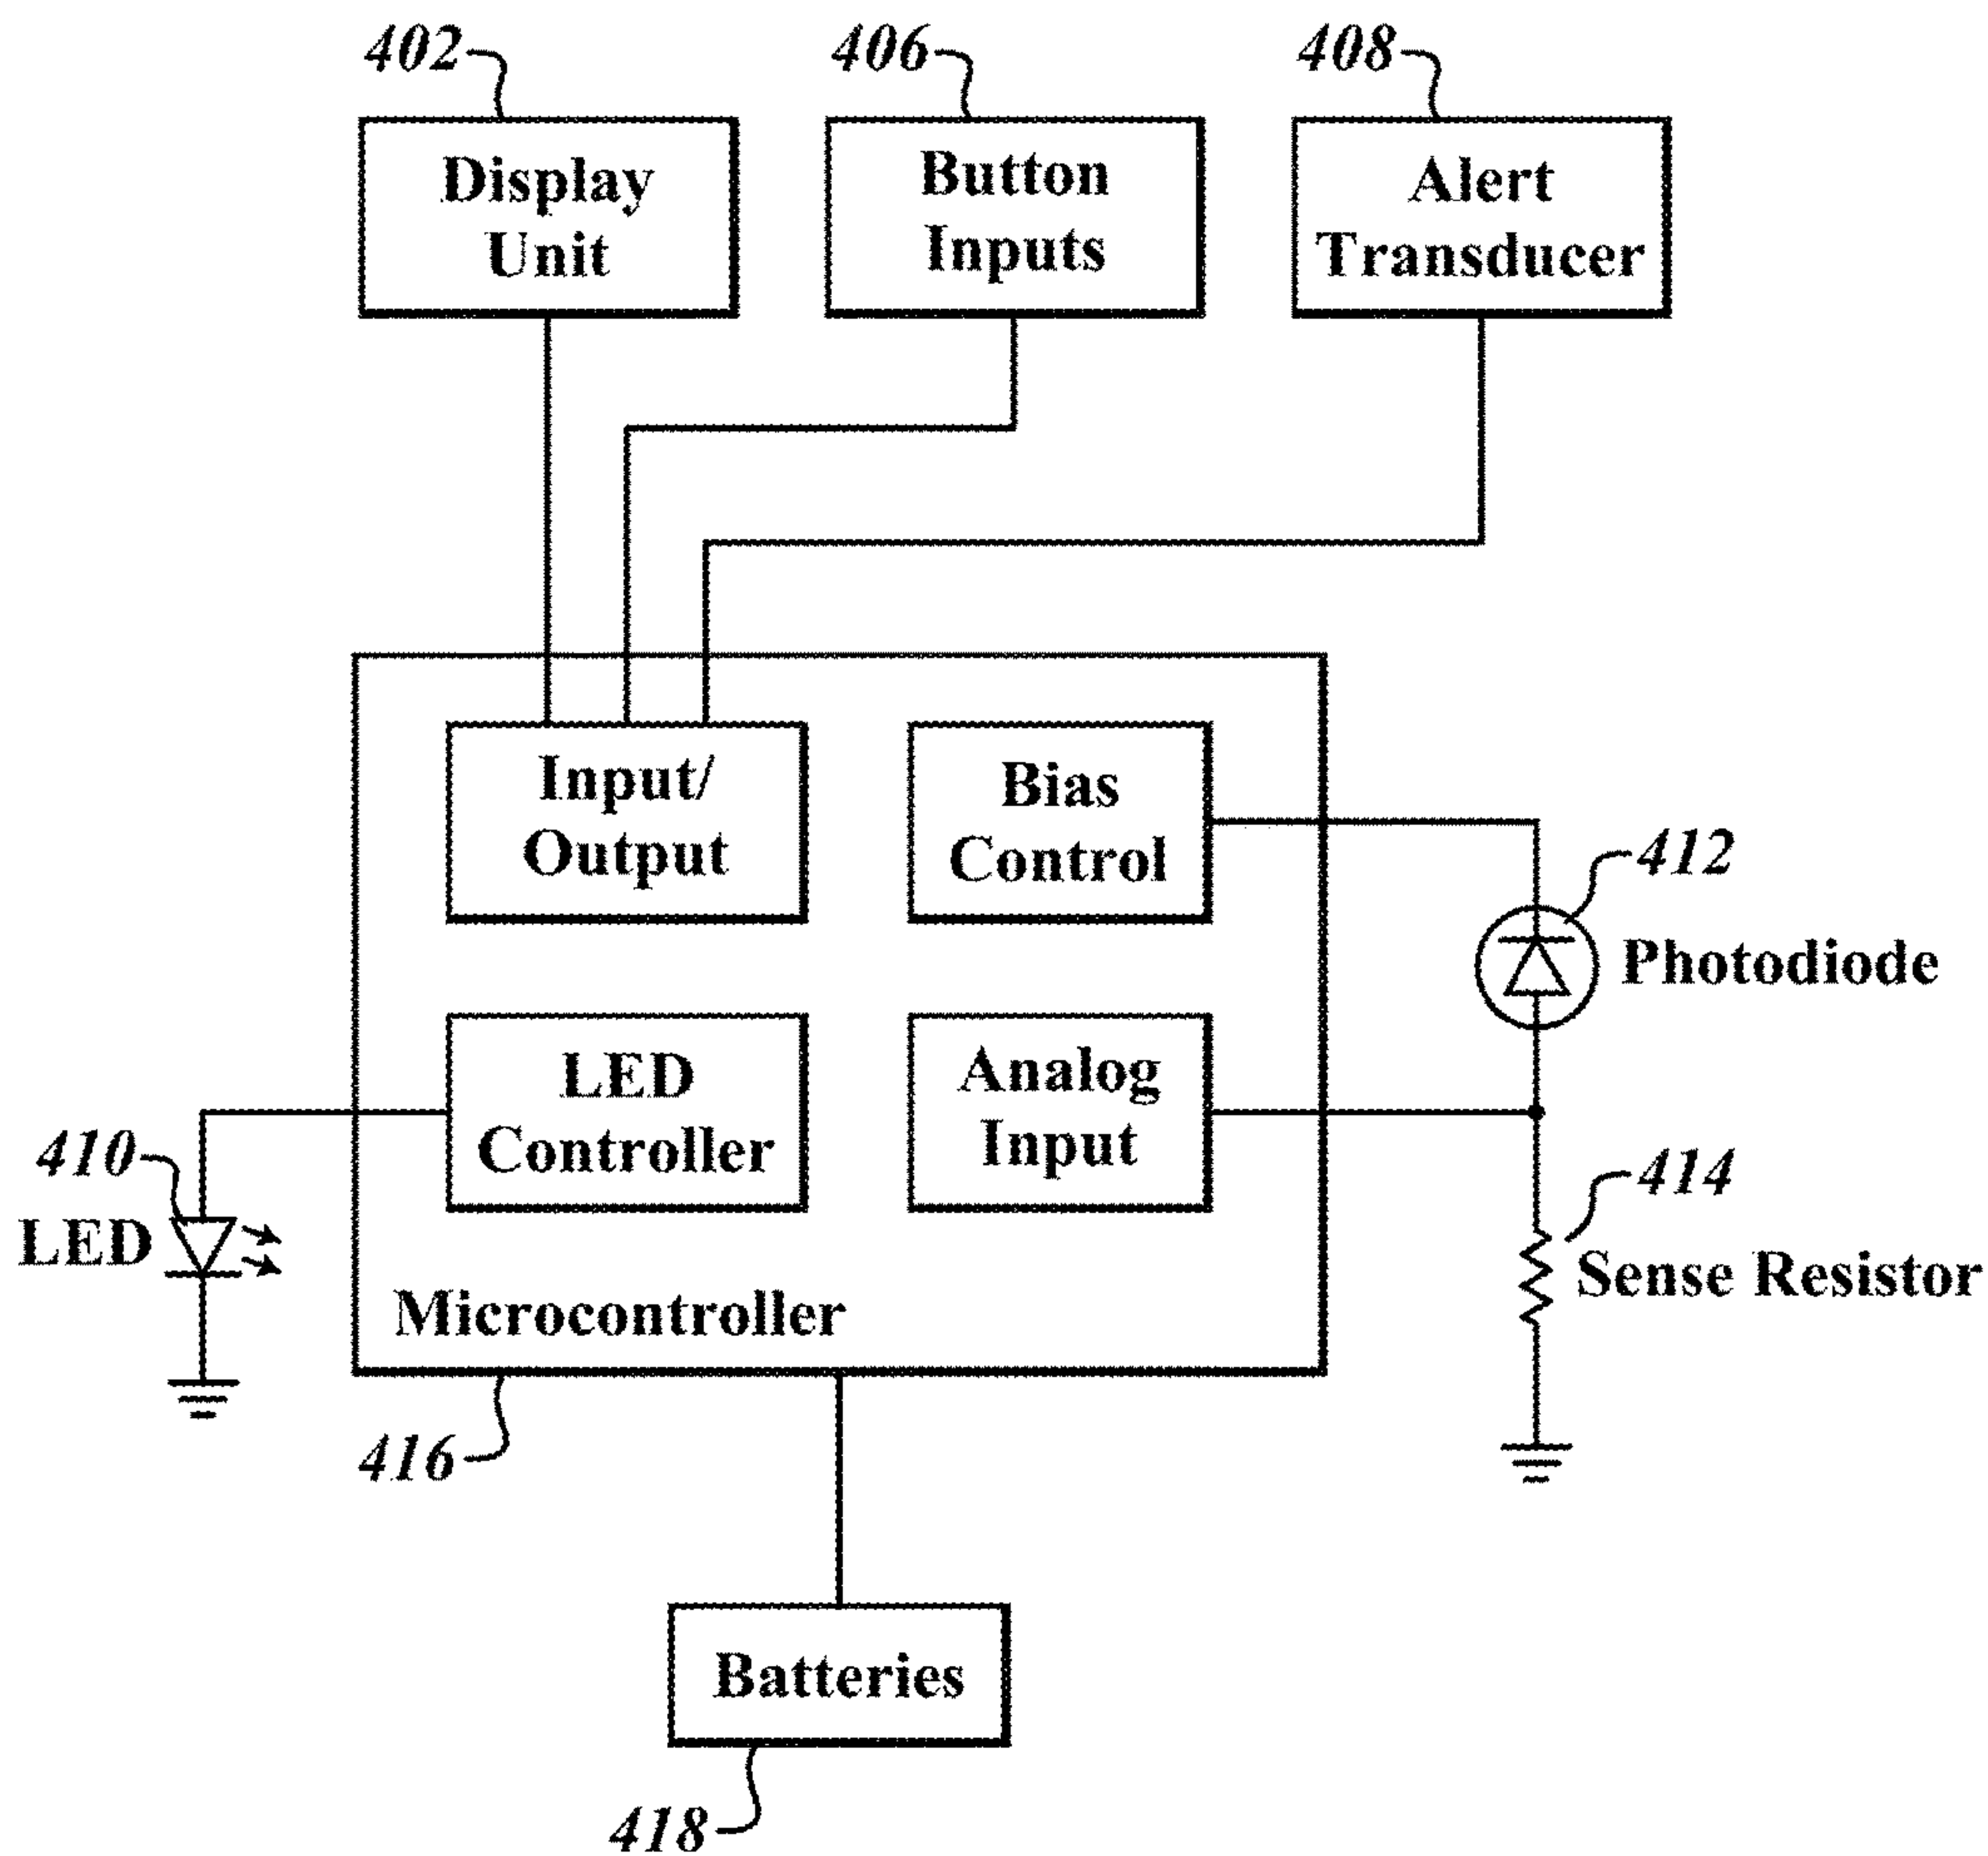 402
406
408
Display
Unit
Button
Inputs
Alert
Transducer
Input/
Output
Bias
Control
412
Photodiode
LED
Controller
Analog
Input
410
LED
414
Sense Resistor
Microcontroller
416
Batteries
418